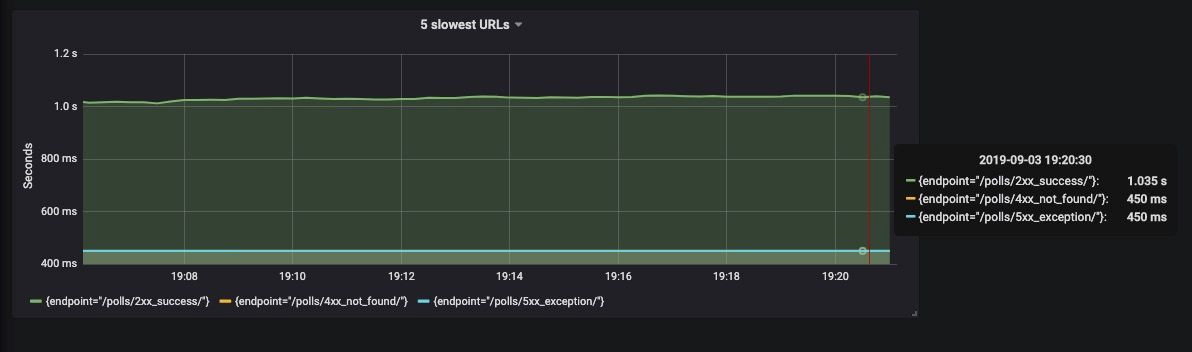 5 slowest URLs
1.2 s
1.0 s
800 ms
600 ms
400 ms
Seconds
19:08 19:10 19:12 19:14 19:16 19:18 19:20
{endpoint="/polls/2xx_success/"} {endpoint="/polls/4xx_not_found/"} {endpoint="/polls/5xx_exception/"}
2019-09-03 19:20:30
{endpoint="/polls/2xx_success/"}: 1.035 s
{endpoint="/polls/4xx_not_found/"}: 450 ms
{endpoint="/polls/5xx_exception/"}: 450 ms